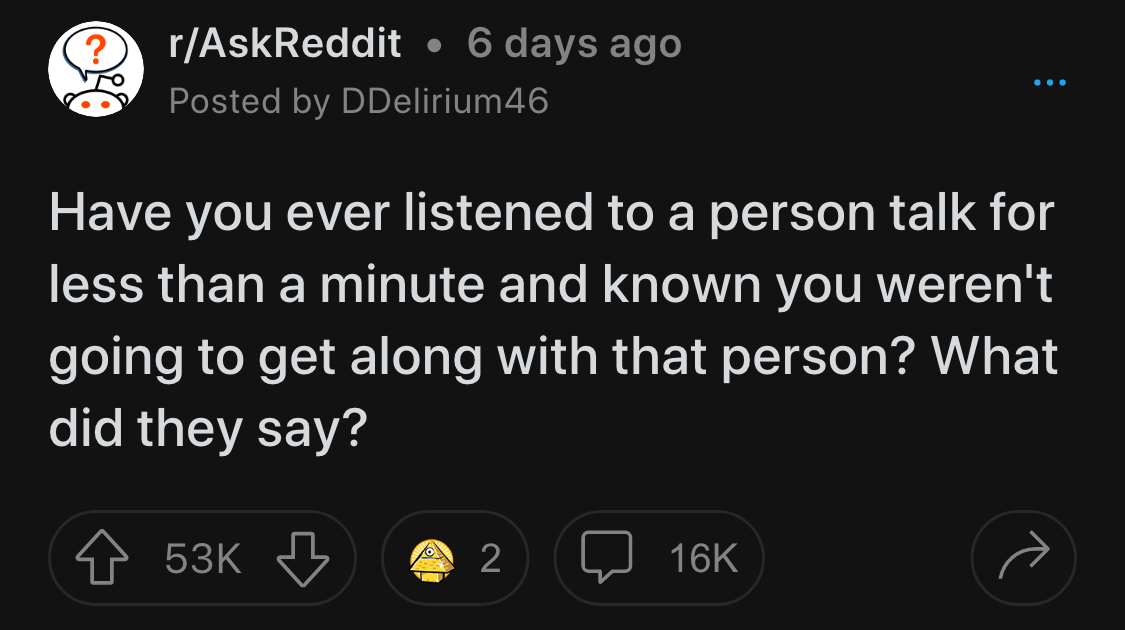 r/AskReddit • 6 days ago
Posted by DDelirium46
Have you ever listened to a person talk for
less than a minute and known you weren't
going to get along with that person? What
did they say?
53K 2 16K